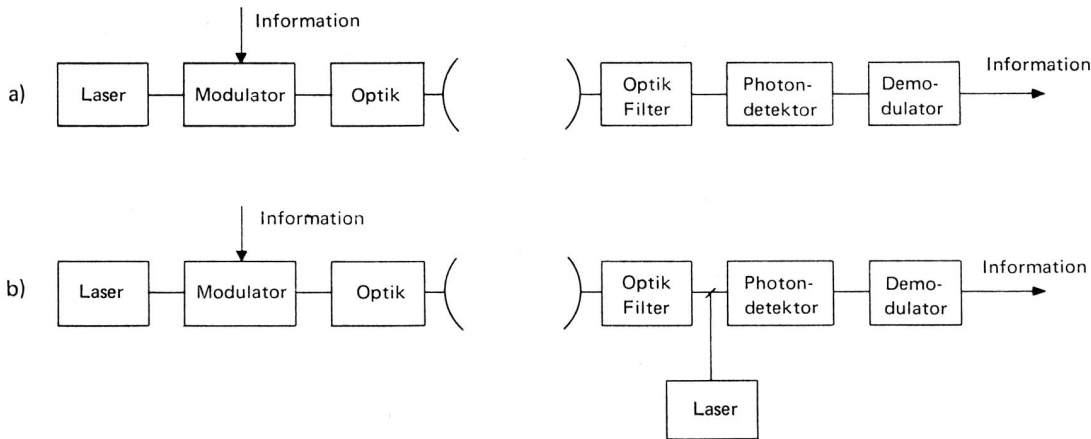 Information
a)
Laser
Modulator
Optik
Optik
Filter
Photon-
detektor
Demo-
dulator
Information
Information
b)
Laser
Modulator
Optik
Optik
Filter
Photon-
detektor
Demo-
dulator
Information
Laser